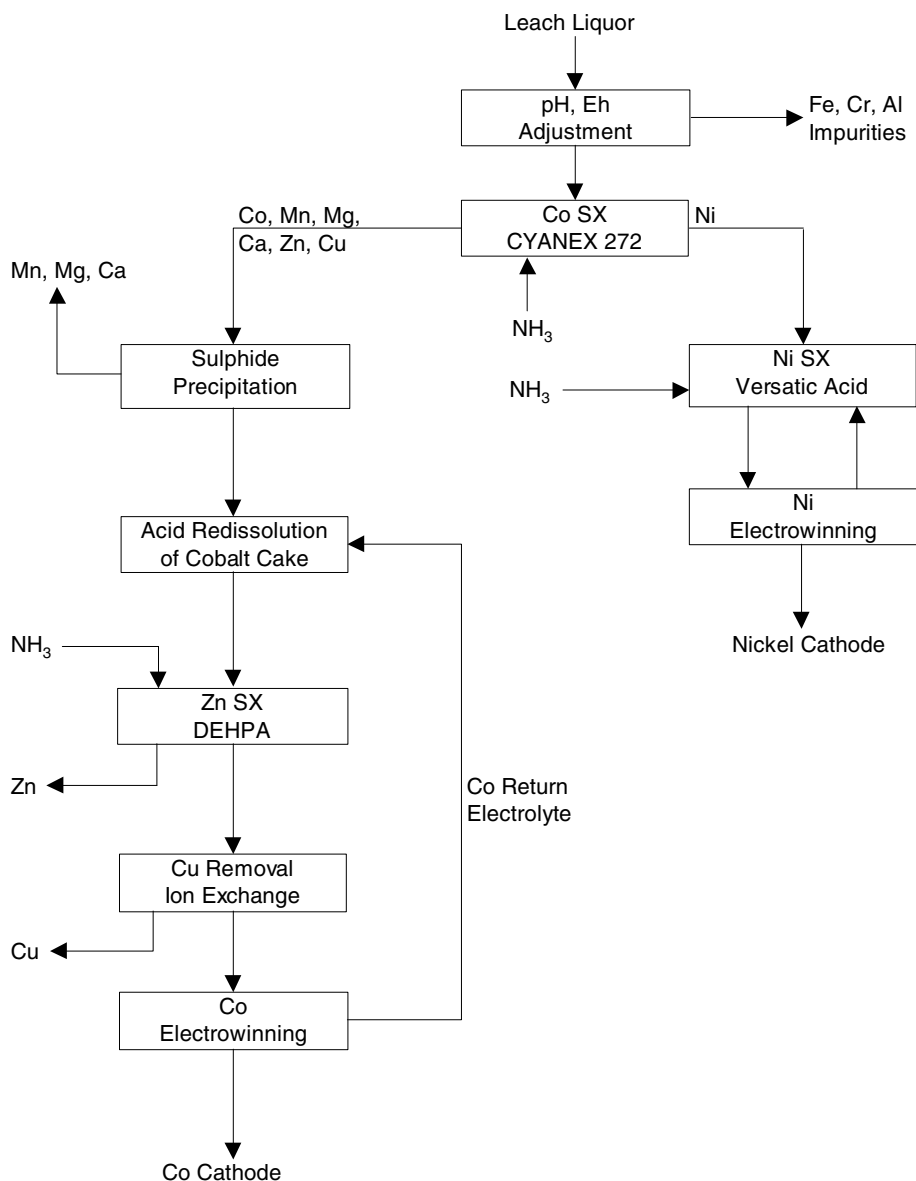 Leach Liquor
pH, Eh
Adjustment
Fe, Cr, Al
Impurities
Co, Mn, Mg,
Ca, Zn, Cu
Co SX
CYANEX 272
Ni
Mn, Mg, Ca
NH₃
Sulphide
Precipitation
NH₃
Ni SX
Versatic Acid
Ni
Electrowinning
Acid Redissolution
of Cobalt Cake
Nickel Cathode
NH₃
Zn SX
DEHPA
Zn
Co Return
Electrolyte
Cu Removal
Ion Exchange
Cu
Co
Electrowinning
Co Cathode